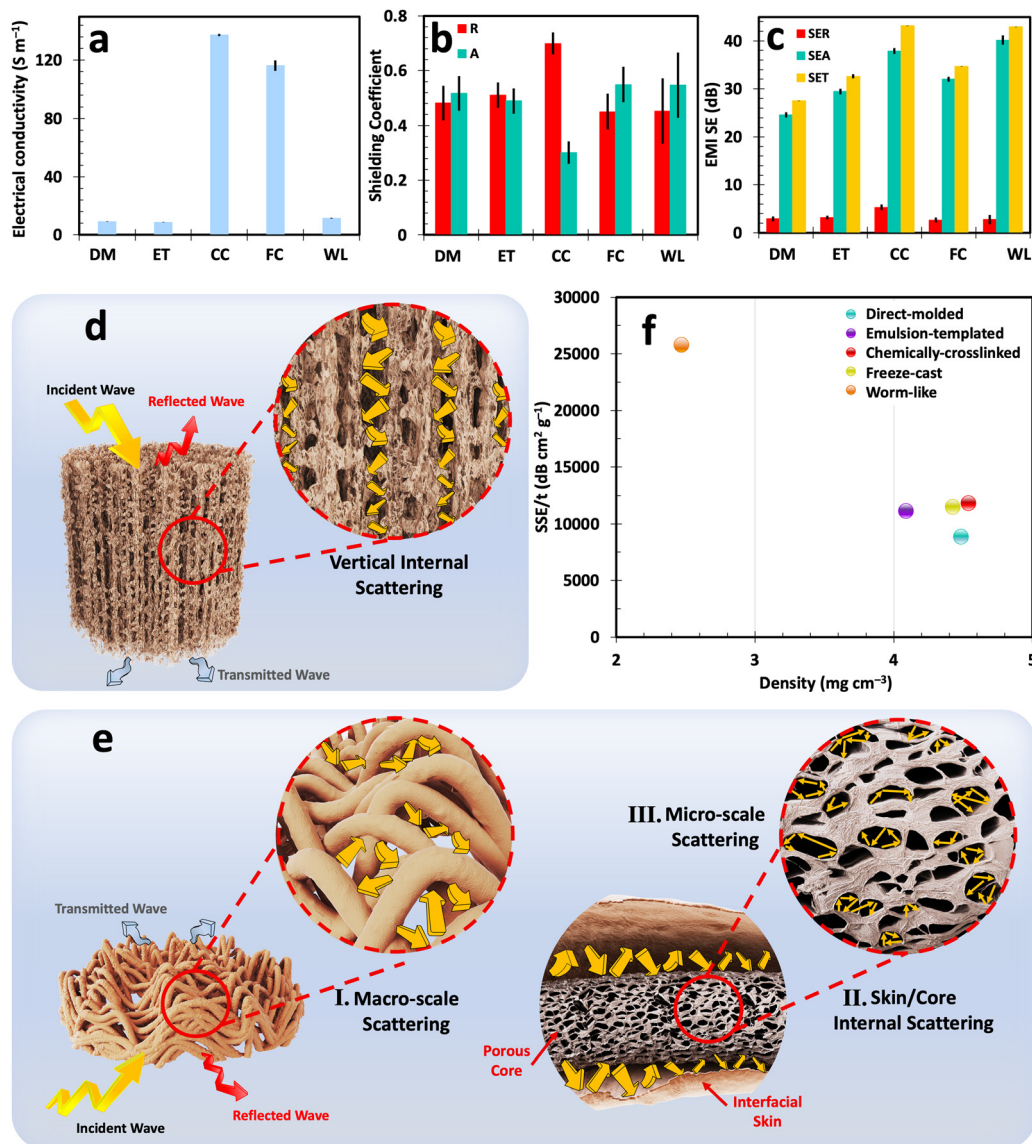 a
Electrical conductivity (S m⁻¹)
120
80
40
0
DM ET CC FC WL
b
R
A
Shielding Coefficient
0.8
0.6
0.4
0.2
0
DM ET CC FC WL
c
SER
SEA
SET
EMI SE (dB)
40
30
20
10
0
DM ET CC FC WL
d
Incident Wave
Reflected Wave
Vertical Internal
Scattering
Transmitted Wave
f
Direct-molded
Emulsion-templated
Chemically-crosslinked
Freeze-cast
Worm-like
SSE/t (dB cm² g⁻¹)
30000
25000
20000
15000
10000
5000
0
2 3 4 5
Density (mg cm⁻³)
e
Transmitted Wave
I. Macro-scale
Scattering
Incident Wave
Reflected Wave
III. Micro-scale
Scattering
II. Skin/Core
Internal Scattering
Porous
Core
Interfacial
Skin